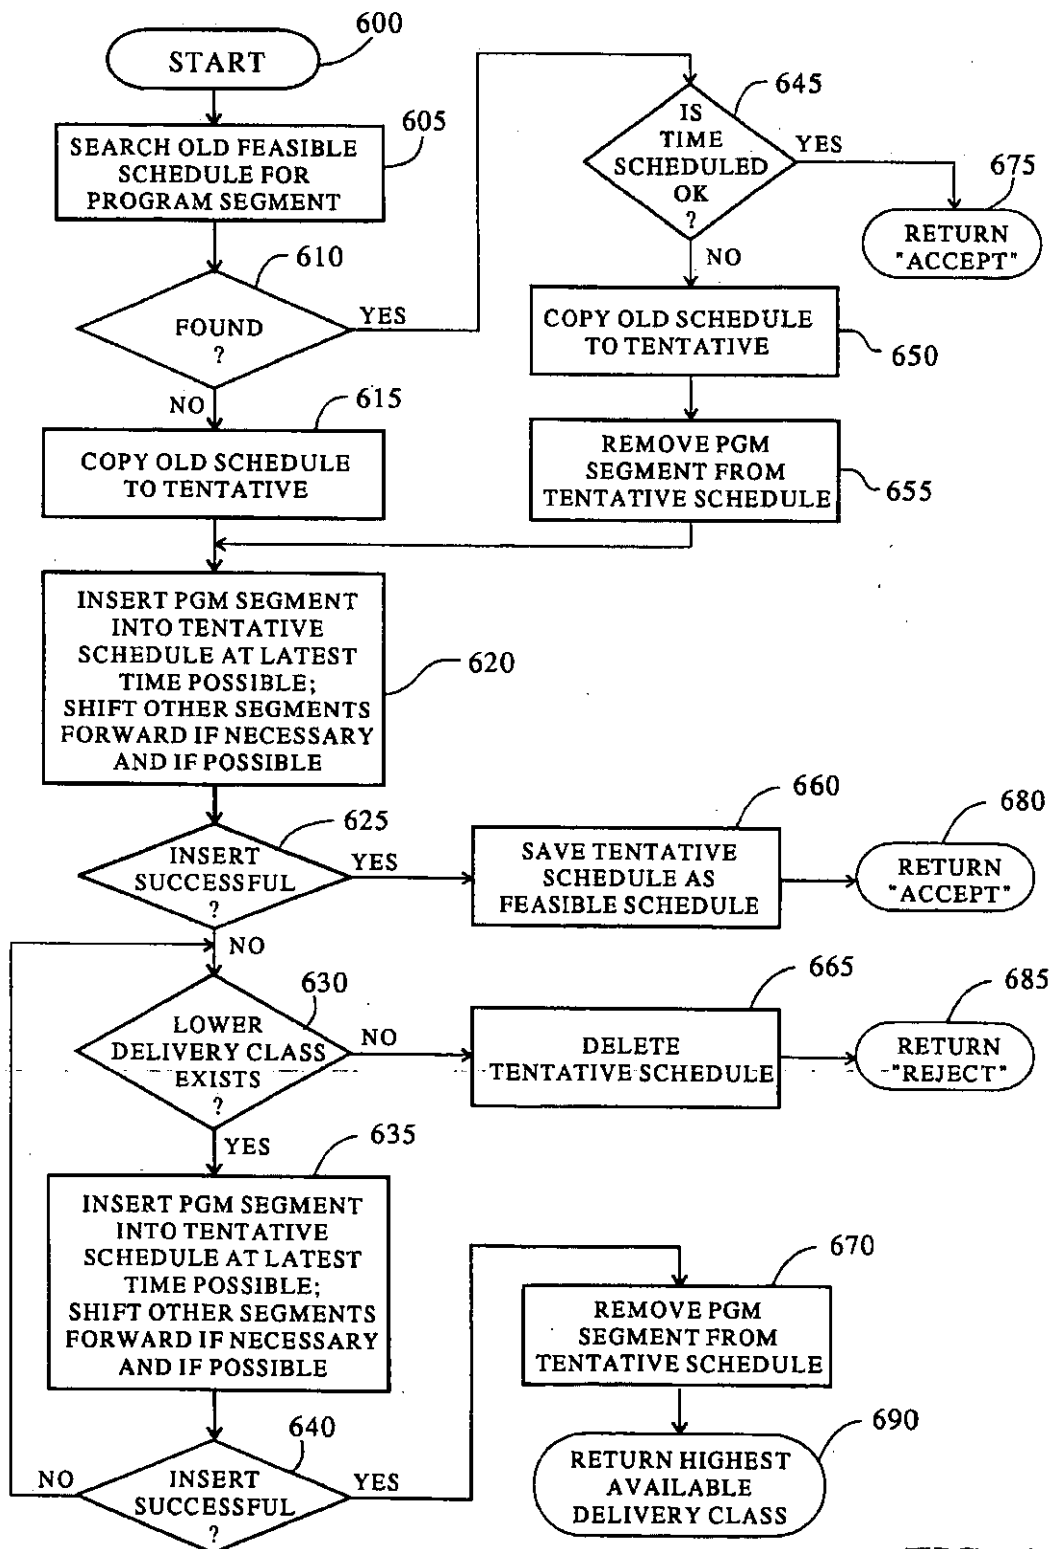 600
START
605
SEARCH OLD FEASIBLE
SCHEDULE FOR
PROGRAM SEGMENT
610
FOUND
?
YES
NO
615
COPY OLD SCHEDULE
TO TENTATIVE
645
IS
TIME
SCHEDULED
OK
?
YES
675
RETURN
"ACCEPT"
NO
COPY OLD SCHEDULE
TO TENTATIVE
650
REMOVE PGM
SEGMENT FROM
TENTATIVE SCHEDULE
655
INSERT PGM SEGMENT
INTO TENTATIVE
SCHEDULE AT LATEST
TIME POSSIBLE;
SHIFT OTHER SEGMENTS
FORWARD IF NECESSARY
AND IF POSSIBLE
620
625
INSERT
SUCCESSFUL
?
YES
660
SAVE TENTATIVE
SCHEDULE AS
FEASIBLE SCHEDULE
680
RETURN
"ACCEPT"
NO
630
LOWER
DELIVERY CLASS
EXISTS
?
NO
665
DELETE
TENTATIVE SCHEDULE
685
RETURN
"REJECT"
YES
635
INSERT PGM SEGMENT
INTO TENTATIVE
SCHEDULE AT LATEST
TIME POSSIBLE;
SHIFT OTHER SEGMENTS
FORWARD IF NECESSARY
AND IF POSSIBLE
670
REMOVE PGM
SEGMENT FROM
TENTATIVE SCHEDULE
640
NO
INSERT
SUCCESSFUL
?
YES
690
RETURN HIGHEST
AVAILABLE
DELIVERY CLASS